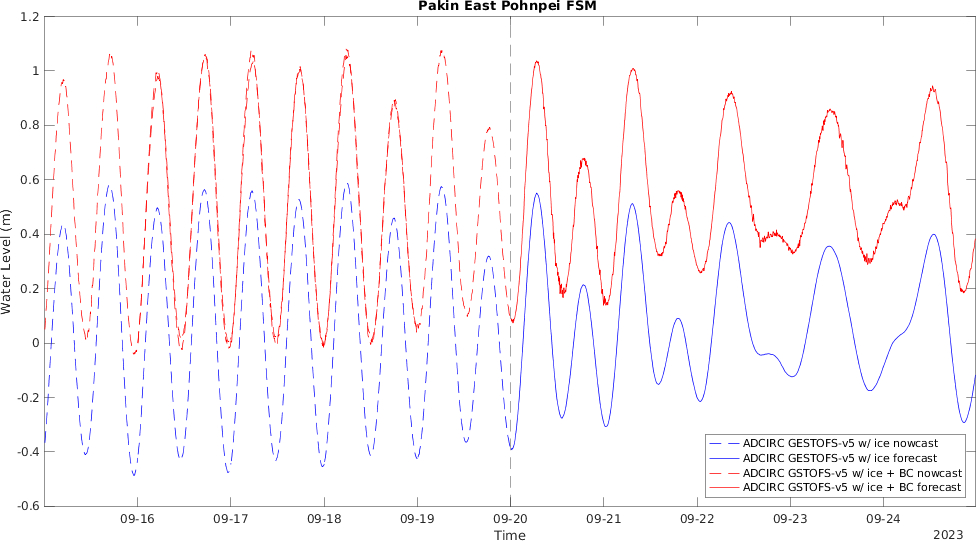 Pakin East Pohnpei FSM
1.2
1
0.8
0.6
0.4
0.2
0
-0.2
-0.4
-0.6
Water Level (m)
ADCIRC GESTOFS-v5 w/ ice nowcast
ADCIRC GESTOFS-v5 w/ ice forecast
ADCIRC GSTOFS-v5 w/ ice + BC nowcast
ADCIRC GSTOFS-v5 w/ ice + BC forecast
09-16 09-17 09-18 09-19 09-20 09-21 09-22 09-23 09-24
Time
2023